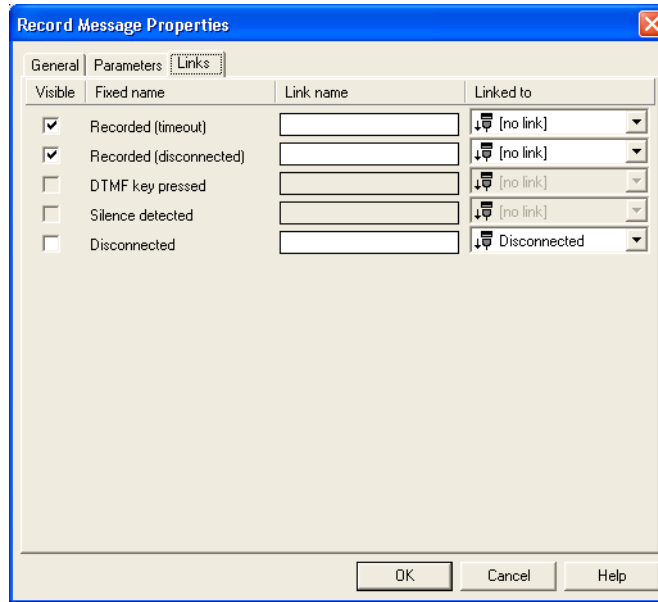 Record Message Properties
General Parameters Links
Visible Fixed name Link name Linked to
Recorded (timeout) [no link]
Recorded (disconnected) [no link]
DTMF key pressed [no link]
Silence detected [no link]
Disconnected Disconnected
OK Cancel Help